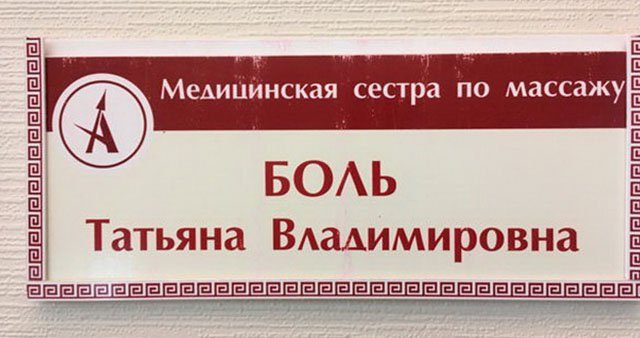 Медицинская сестра по массажу
БОЛЬ
Татьяна Владимировна